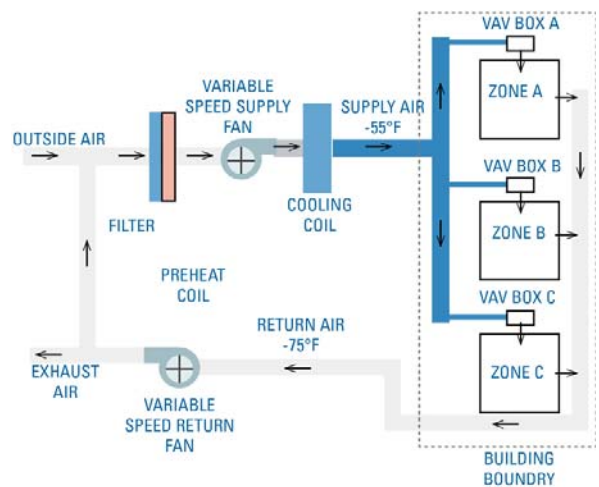 VAV BOX A
VARIABLE
SPEED SUPPLY
FAN
SUPPLY AIR
-55°F
ZONE A
OUTSIDE AIR
VAV BOX B
COOLING
COIL
FILTER
ZONE B
PREHEAT
COIL
VAV BOX C
RETURN AIR
-75°F
EXHAUST
AIR
ZONE C
VARIABLE
SPEED RETURN
FAN
BUILDING
BOUNDRY